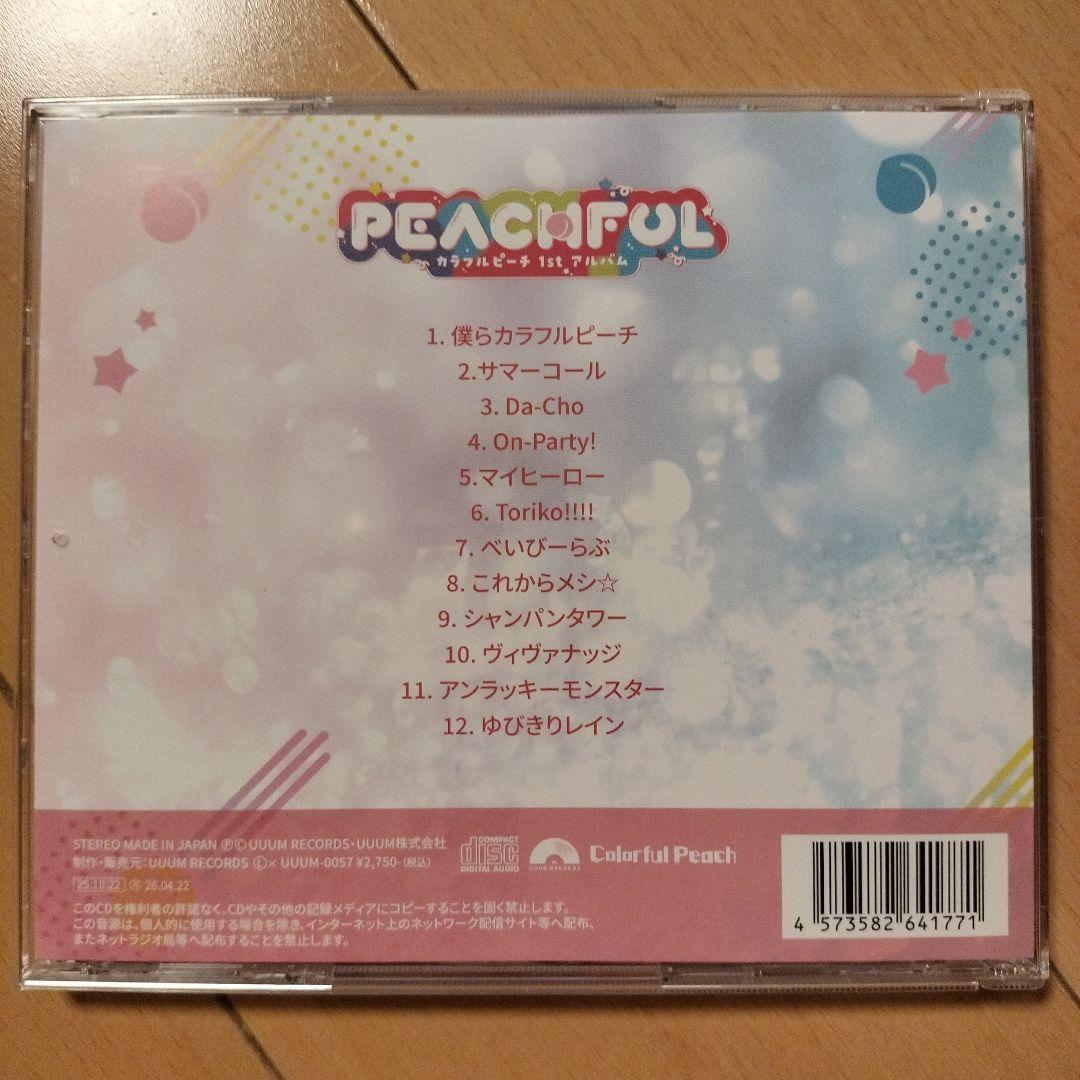 PEACHFUL
カラフルピーチ 1st アルバム
1. 僕らカラフルピーチ
2.サマーコール
3. Da-Cho
4. On-Party!
5.マイヒーロー
6. Toriko!!!!
7. べいびーらぶ
8. これからメシ☆
9. シャンパンタワー
10. ヴィヴァナッジ
11. アンラッキーモンスター
12. ゆびきりレイン
STEREO MADE IN JAPAN ⓅⒸ UUUM RECORDS・UUUM株式会社
制作・販売元：UUUM RECORDS Ⓛ× UUUM-0057 ¥2,750-(税込)
25.10.22 Ⓧ 26.04.22
COMPACT
disc
DIGITAL AUDIO
UUUM RECORDS
Colorful Peach
このCDを権利者の許諾なく、CDやその他の記録メディアにコピーすることを固く禁止します。
この音源は、個人的に使用する場合を除き、インターネット上のネットワーク配信サイト等へ配布、
またネットラジオ局等へ配布することを禁止します。
4 573582 641771